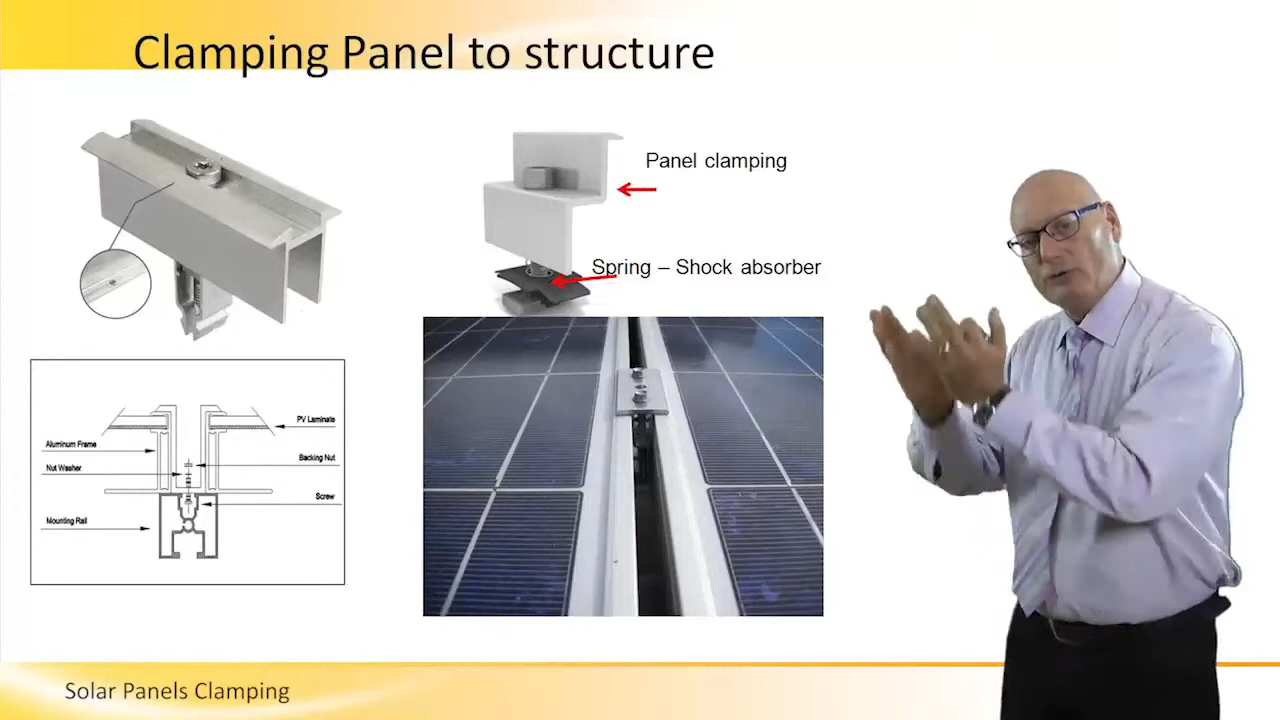 Clamping Panel to structure
Panel clamping
Spring – Shock absorber
PV Laminate
Aluminum Frame
Backing Nut
Nut Washer
Screw
Mounting Rail
Solar Panels Clamping